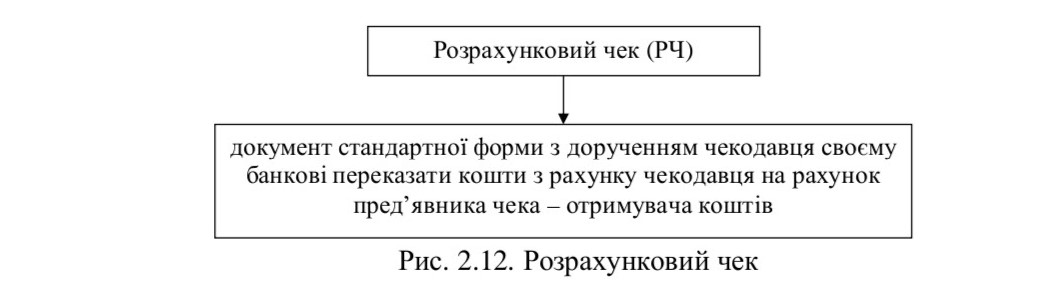 Розрахунковий чек (РЧ)
документ стандартної форми з дорученням чекодавця своєму
банкові переказати кошти з рахунку чекодавця на рахунок
пред’явника чека – отримувача коштів
Рис. 2.12. Розрахунковий чек